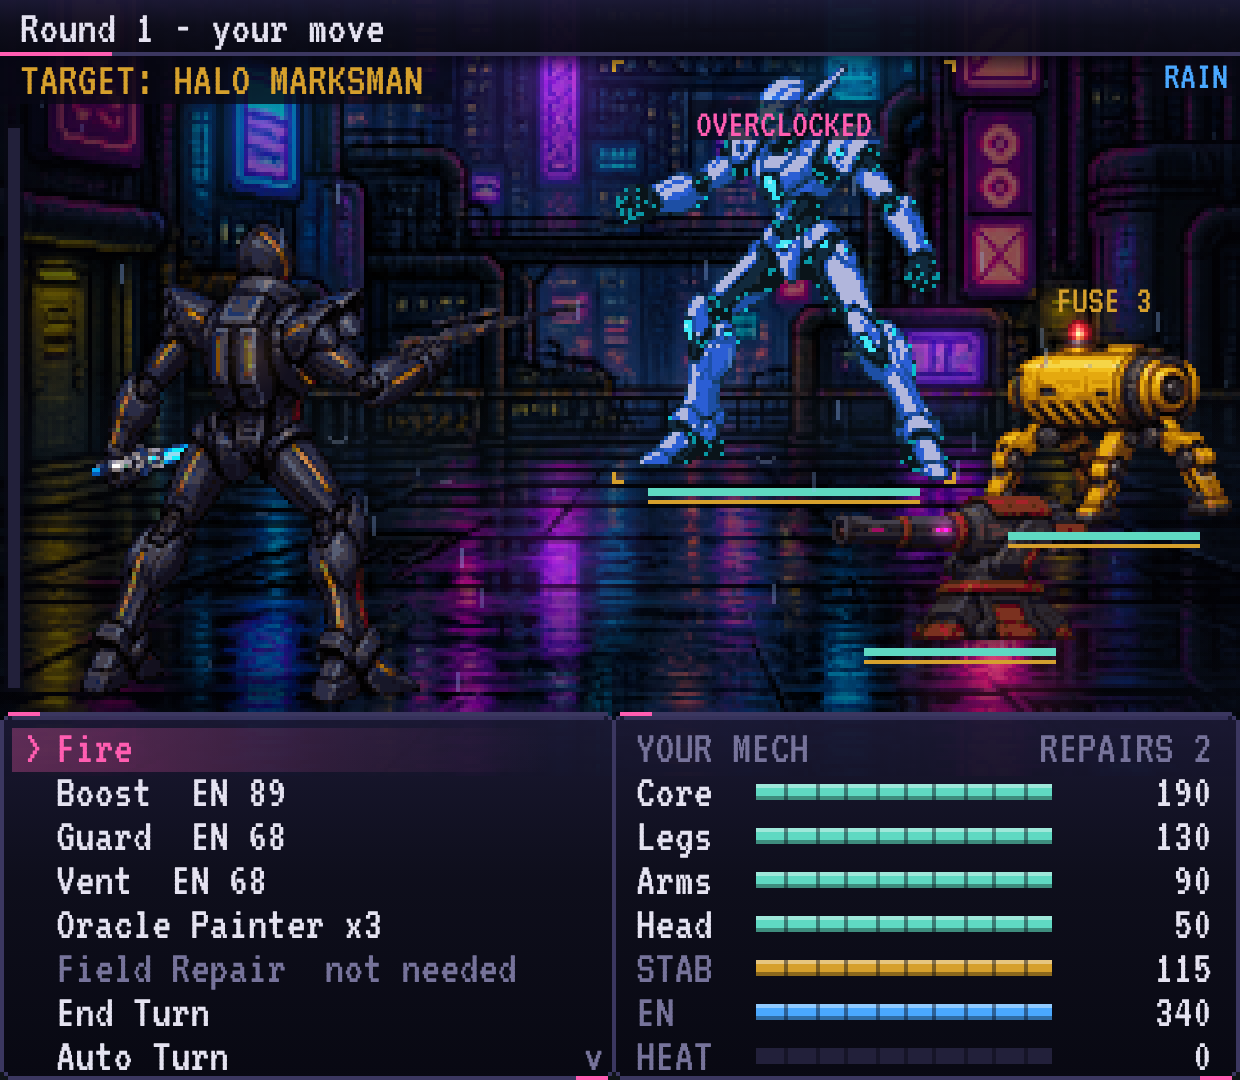 Round 1 - your move
TARGET: HALO MARKSMAN
RAIN
OVERCLOCKED
FUSE 3
> Fire
Boost EN 89
Guard EN 68
Vent EN 68
Oracle Painter x3
Field Repair not needed
End Turn
Auto Turn v
YOUR MECH REPAIRS 2
Core 190
Legs 130
Arms 90
Head 50
STAB 115
EN 340
HEAT 0